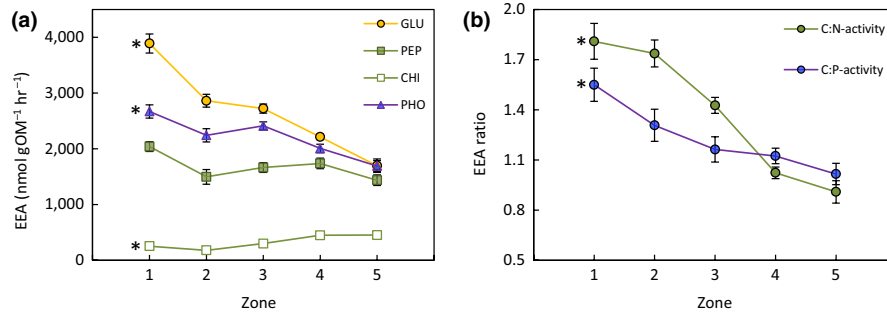 (a)
EEA (nmol gOM⁻¹ hr⁻¹)
4,000
3,000
2,000
1,000
0
*
*
*
GLU
PEP
CHI
PHO
1 2 3 4 5
Zone
(b)
EEA ratio
2.0
1.7
1.4
1.1
0.8
0.5
*
*
C:N-activity
C:P-activity
1 2 3 4 5
Zone